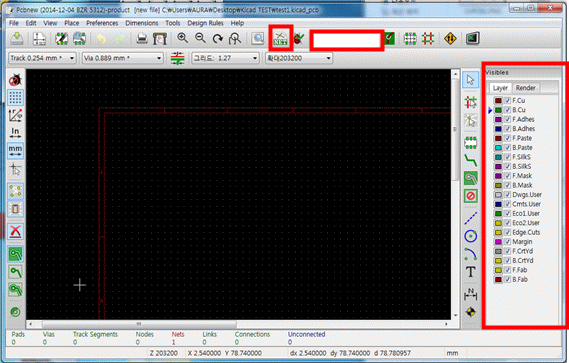 Pcbnew (2014-12-04 BZR 5312)-product [new file] C:₩Users₩AURA₩Desktop₩Kicad TEST₩test1.kicad_pcb
File Edit View Place Preferences Dimensions Tools Design Rules Help
NET
Track 0.254 mm * Via 0.889 mm * 그리드: 1.27 확대203200
Visibles
Layer Render
F.Cu
B.Cu
F.Adhes
B.Adhes
F.Paste
B.Paste
F.SilkS
B.SilkS
F.Mask
B.Mask
Dwgs.User
Cmts.User
Eco1.User
Eco2.User
Edge.Cuts
Margin
F.CrtYd
B.CrtYd
F.Fab
B.Fab
In
mm
T
N
Pads Vias Track Segments Nodes Nets Links Connections Unconnected
0 0 0 0 1 0 0 0
Z 203200 X 2.540000 Y 78.740000 dx 2.540000 dy 78.740000 d 78.780957 mm